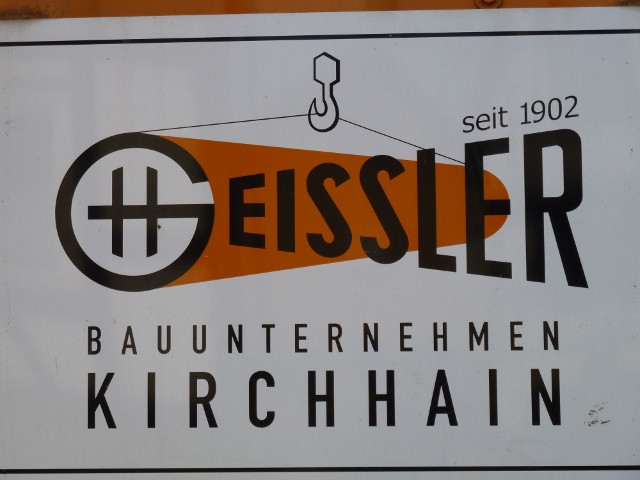 seit 1902
GEISSLER
BAUUNTERNEHMEN
KIRCHHAIN